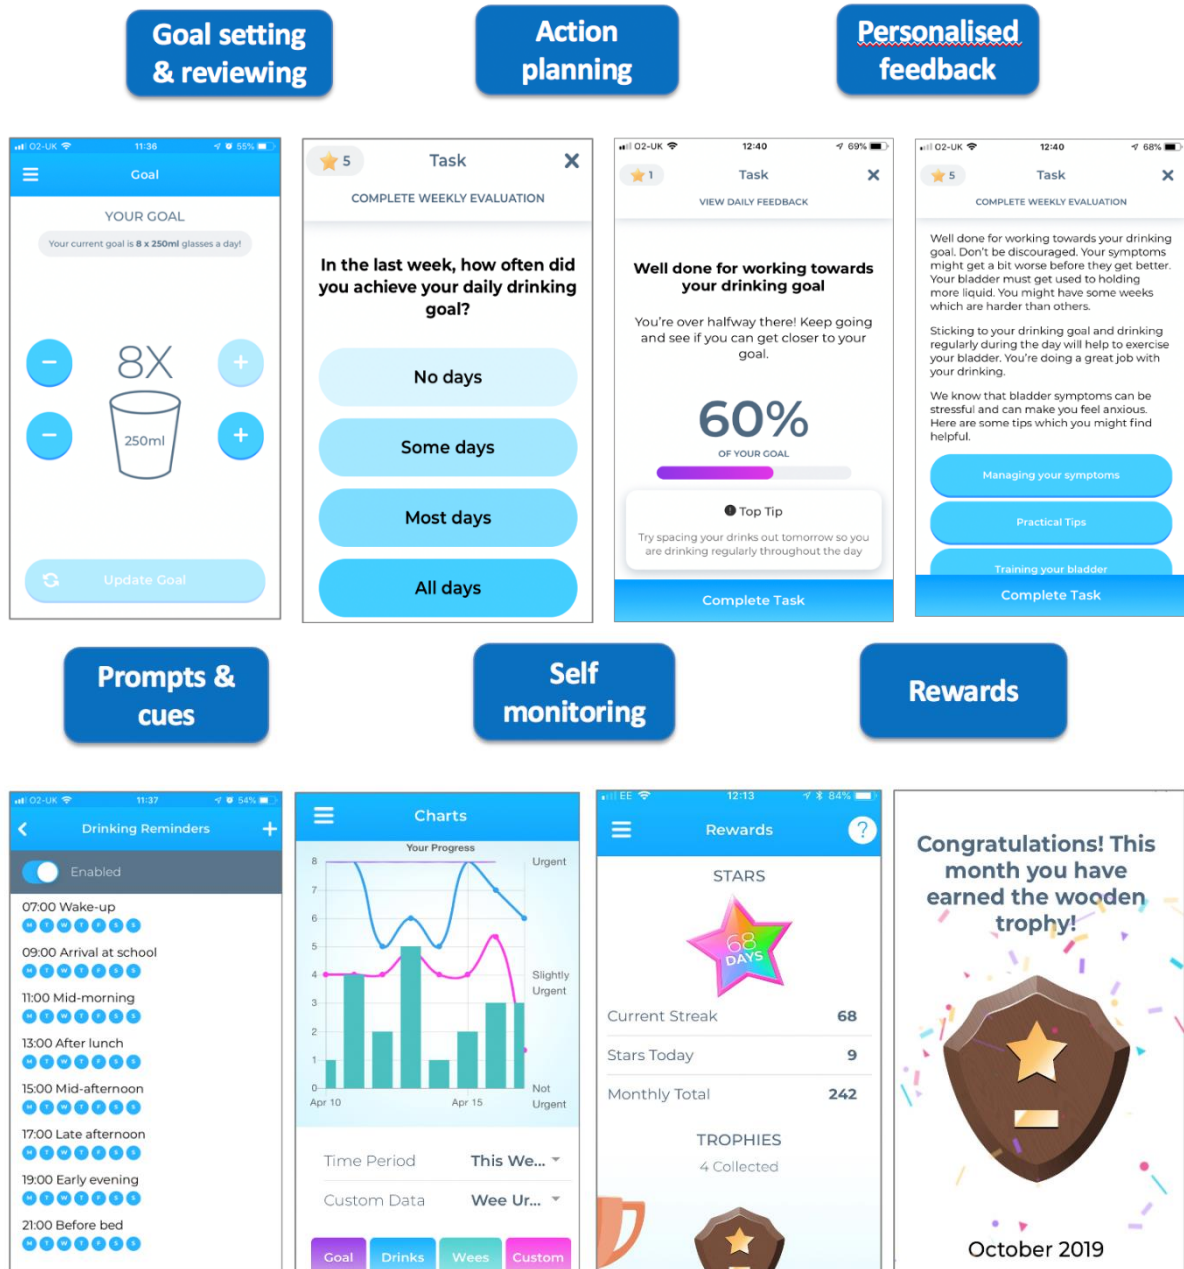 Goal setting
& reviewing
Action
planning
Personalised
feedback
O2-UK
11:36
55%
Goal
YOUR GOAL
Your current goal is 8 x 250ml glasses a day!
8X
250ml
Update Goal
5
Task
COMPLETE WEEKLY EVALUATION
In the last week, how often did
you achieve your daily drinking
goal?
No days
Some days
Most days
All days
O2-UK
12:40
69%
1
Task
VIEW DAILY FEEDBACK
Well done for working towards
your drinking goal
You're over halfway there! Keep going
and see if you can get closer to your
goal.
60%
OF YOUR GOAL
Top Tip
Try spacing your drinks out tomorrow so you
are drinking regularly throughout the day
Complete Task
O2-UK
12:40
68%
5
Task
COMPLETE WEEKLY EVALUATION
Well done for working towards your drinking
goal. Don't be discouraged. Your symptoms
might get a bit worse before they get better.
Your bladder must get used to holding
more liquid. You might have some weeks
which are harder than others.
Sticking to your drinking goal and drinking
regularly during the day will help to exercise
your bladder. You're doing a great job with
your drinking.
We know that bladder symptoms can be
stressful and can make you feel anxious.
Here are some tips which you might find
helpful.
Managing your symptoms
Practical Tips
Training your bladder
Complete Task
Prompts &
cues
Self
monitoring
Rewards
O2-UK
11:37
54%
Drinking Reminders
Enabled
07:00 Wake-up
M T W T F S S
09:00 Arrival at school
M T W T F S S
11:00 Mid-morning
M T W T F S S
13:00 After lunch
M T W T F S S
15:00 Mid-afternoon
M T W T F S S
17:00 Late afternoon
M T W T F S S
19:00 Early evening
M T W T F S S
21:00 Before bed
M T W T F S S
Charts
Your Progress
8
Urgent
7
6
5
4
Slightly
Urgent
3
2
1
0
Not
Urgent
Apr 10
Apr 15
Time Period
This We...
Custom Data
Wee Ur...
Goal
Drinks
Wees
Custom
EE
12:13
84%
Rewards
?
STARS
68
DAYS
Current Streak 68
Stars Today 9
Monthly Total 242
TROPHIES
4 Collected
Congratulations! This
month you have
earned the wooden
trophy!
October 2019